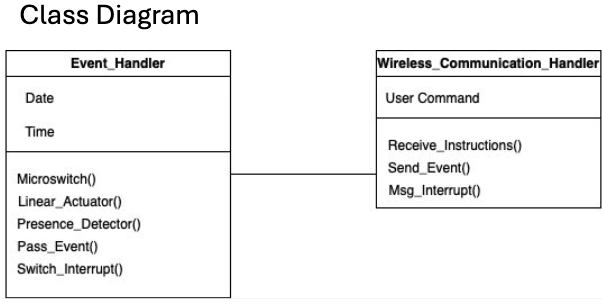 Class Diagram
Event_Handler
Date
Time
Microswitch()
Linear_Actuator()
Presence_Detector()
Pass_Event()
Switch_Interrupt()
Wireless_Communication_Handler
User Command
Receive_Instructions()
Send_Event()
Msg_Interrupt()